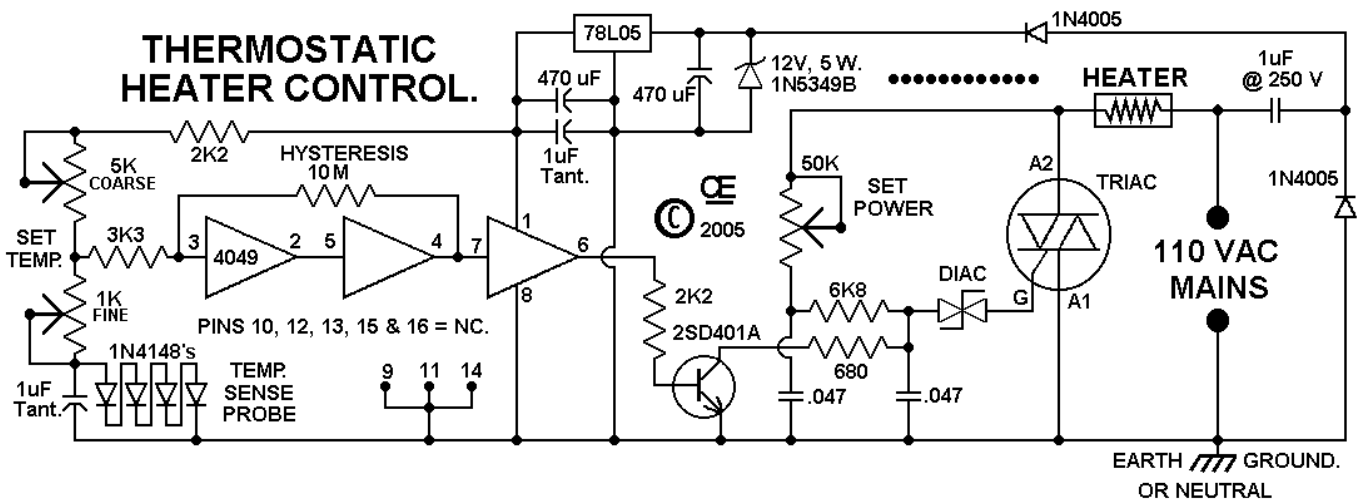 THERMOSTATIC
HEATER CONTROL.
78L05
470 uF
1uF
Tant.
470 uF
12V, 5 W.
1N5349B
1N4005
HEATER
1uF
@ 250 V
1N4005
2K2
5K
COARSE
HYSTERESIS
10M
SET
TEMP.
3K3
3
4049
2
5
4
7
1
6
8
1K
FINE
PINS 10, 12, 13, 15 & 16 = NC.
1N4148's
1uF
Tant.
TEMP.
SENSE
PROBE
9
11
14
2K2
2SD401A
© Œ
2005
50K
SET
POWER
6K8
680
.047
.047
DIAC
G
A2
TRIAC
A1
110 VAC
MAINS
EARTH
GROUND.
OR NEUTRAL